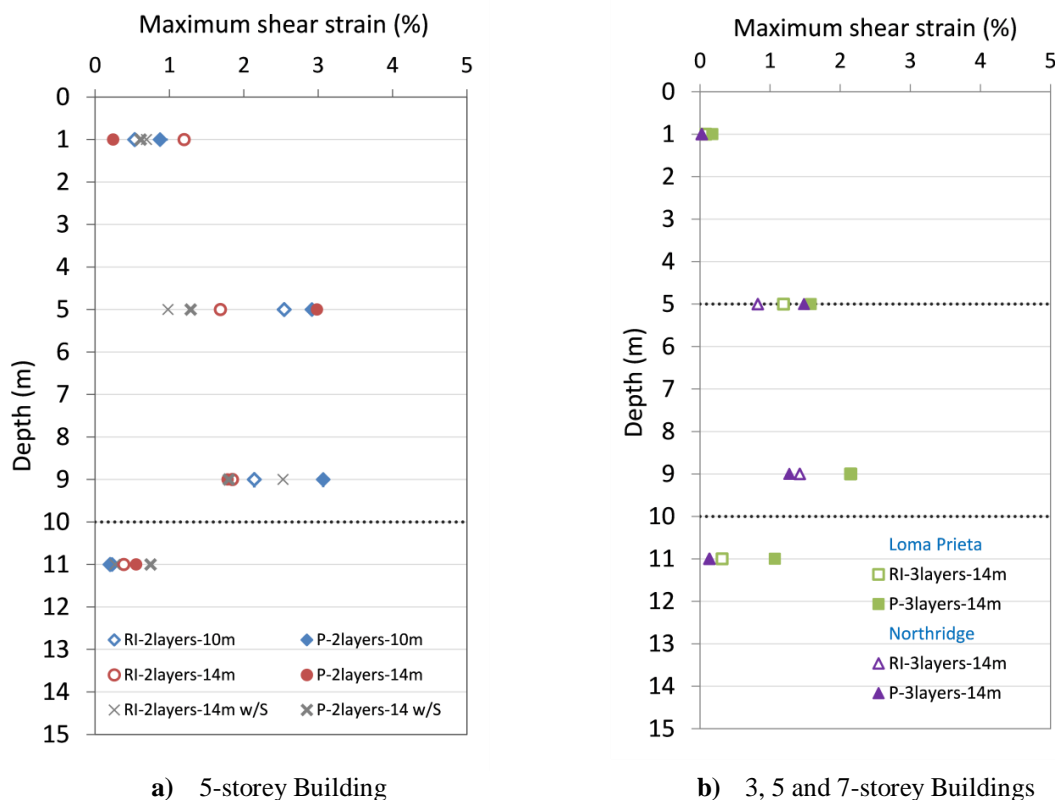 Maximum shear strain (%)
0 1 2 3 4 5
Depth (m)
0
1
2
3
4
5
6
7
8
9
10
11
12
13
14
15
RI-2layers-10m P-2layers-10m
RI-2layers-14m P-2layers-14m
RI-2layers-14m w/S P-2layers-14 w/S
a) 5-storey Building
Maximum shear strain (%)
0 1 2 3 4 5
Depth (m)
0
1
2
3
4
5
6
7
8
9
10
11
12
13
14
15
Loma Prieta
RI-3layers-14m
P-3layers-14m
Northridge
RI-3layers-14m
P-3layers-14m
b) 3, 5 and 7-storey Buildings